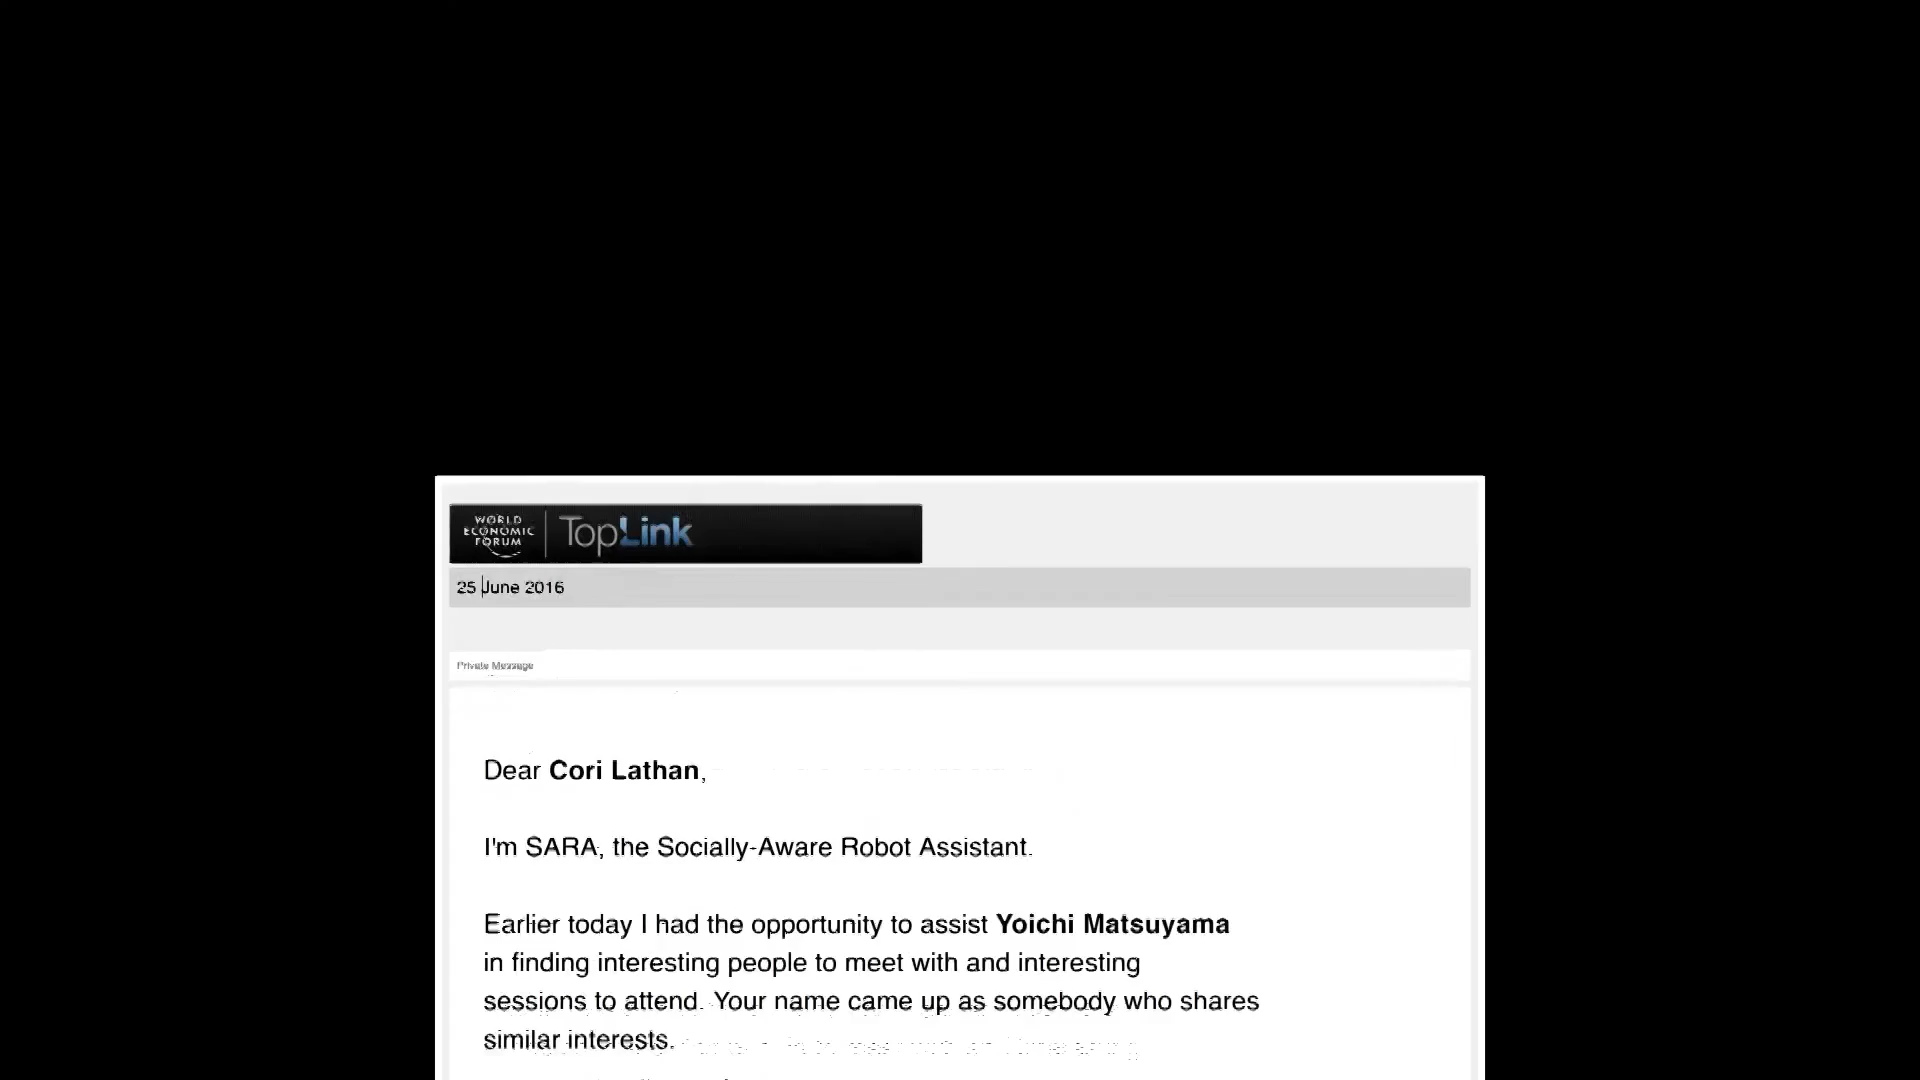 WORLD
ECONOMIC
FORUM
TopLink
25 June 2016
Private Message
Dear Cori Lathan,
I'm SARA, the Socially-Aware Robot Assistant.
Earlier today I had the opportunity to assist Yoichi Matsuyama
in finding interesting people to meet with and interesting
sessions to attend. Your name came up as somebody who shares
similar interests.